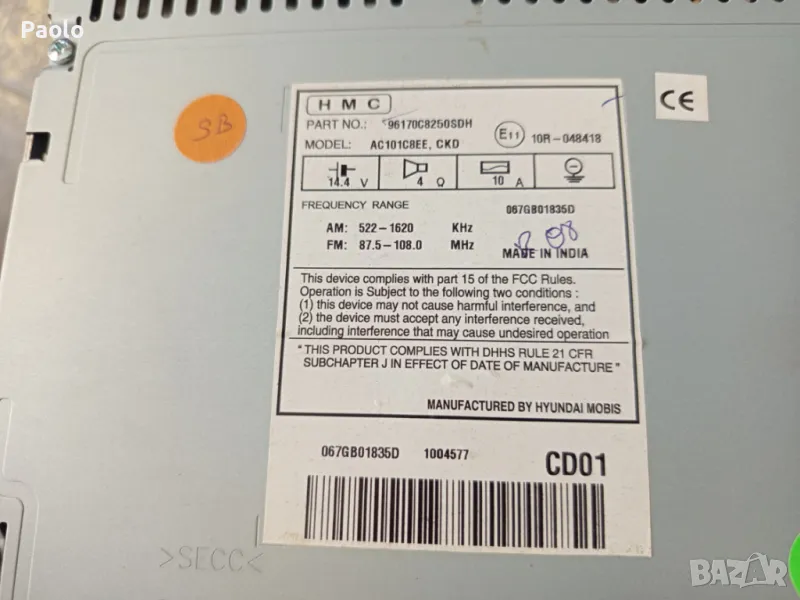 Paolo
SB
HMC
PART NO.: 96170C8250SDH
MODEL: AC101C8EE, CKD
E11 10R-048418
CE
14.4 V 4 Ω 10 A
FREQUENCY RANGE
067GB01835D
AM: 522-1620 KHz
FM: 87.5-108.0 MHz
MADE IN INDIA
This device complies with part 15 of the FCC Rules.
Operation is Subject to the following two conditions :
(1) this device may not cause harmful interference, and
(2) the device must accept any interference received,
including interference that may cause undesired operation
"THIS PRODUCT COMPLIES WITH DHHS RULE 21 CFR
SUBCHAPTER J IN EFFECT OF DATE OF MANUFACTURE"
MANUFACTURED BY HYUNDAI MOBIS
067GB01835D 1004577 CD01
>SECC<
BAZAR